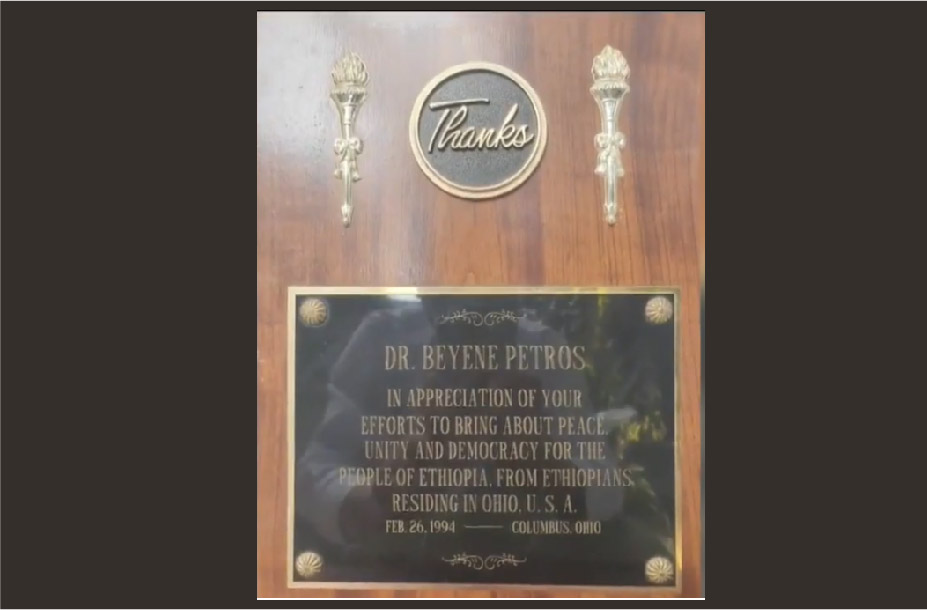 Thanks
DR. BEYENE PETROS
IN APPRECIATION OF YOUR
EFFORTS TO BRING ABOUT PEACE,
UNITY AND DEMOCRACY FOR THE
PEOPLE OF ETHIOPIA, FROM ETHIOPIANS
RESIDING IN OHIO, U. S. A.
FEB. 26, 1994 — COLUMBUS, OHIO